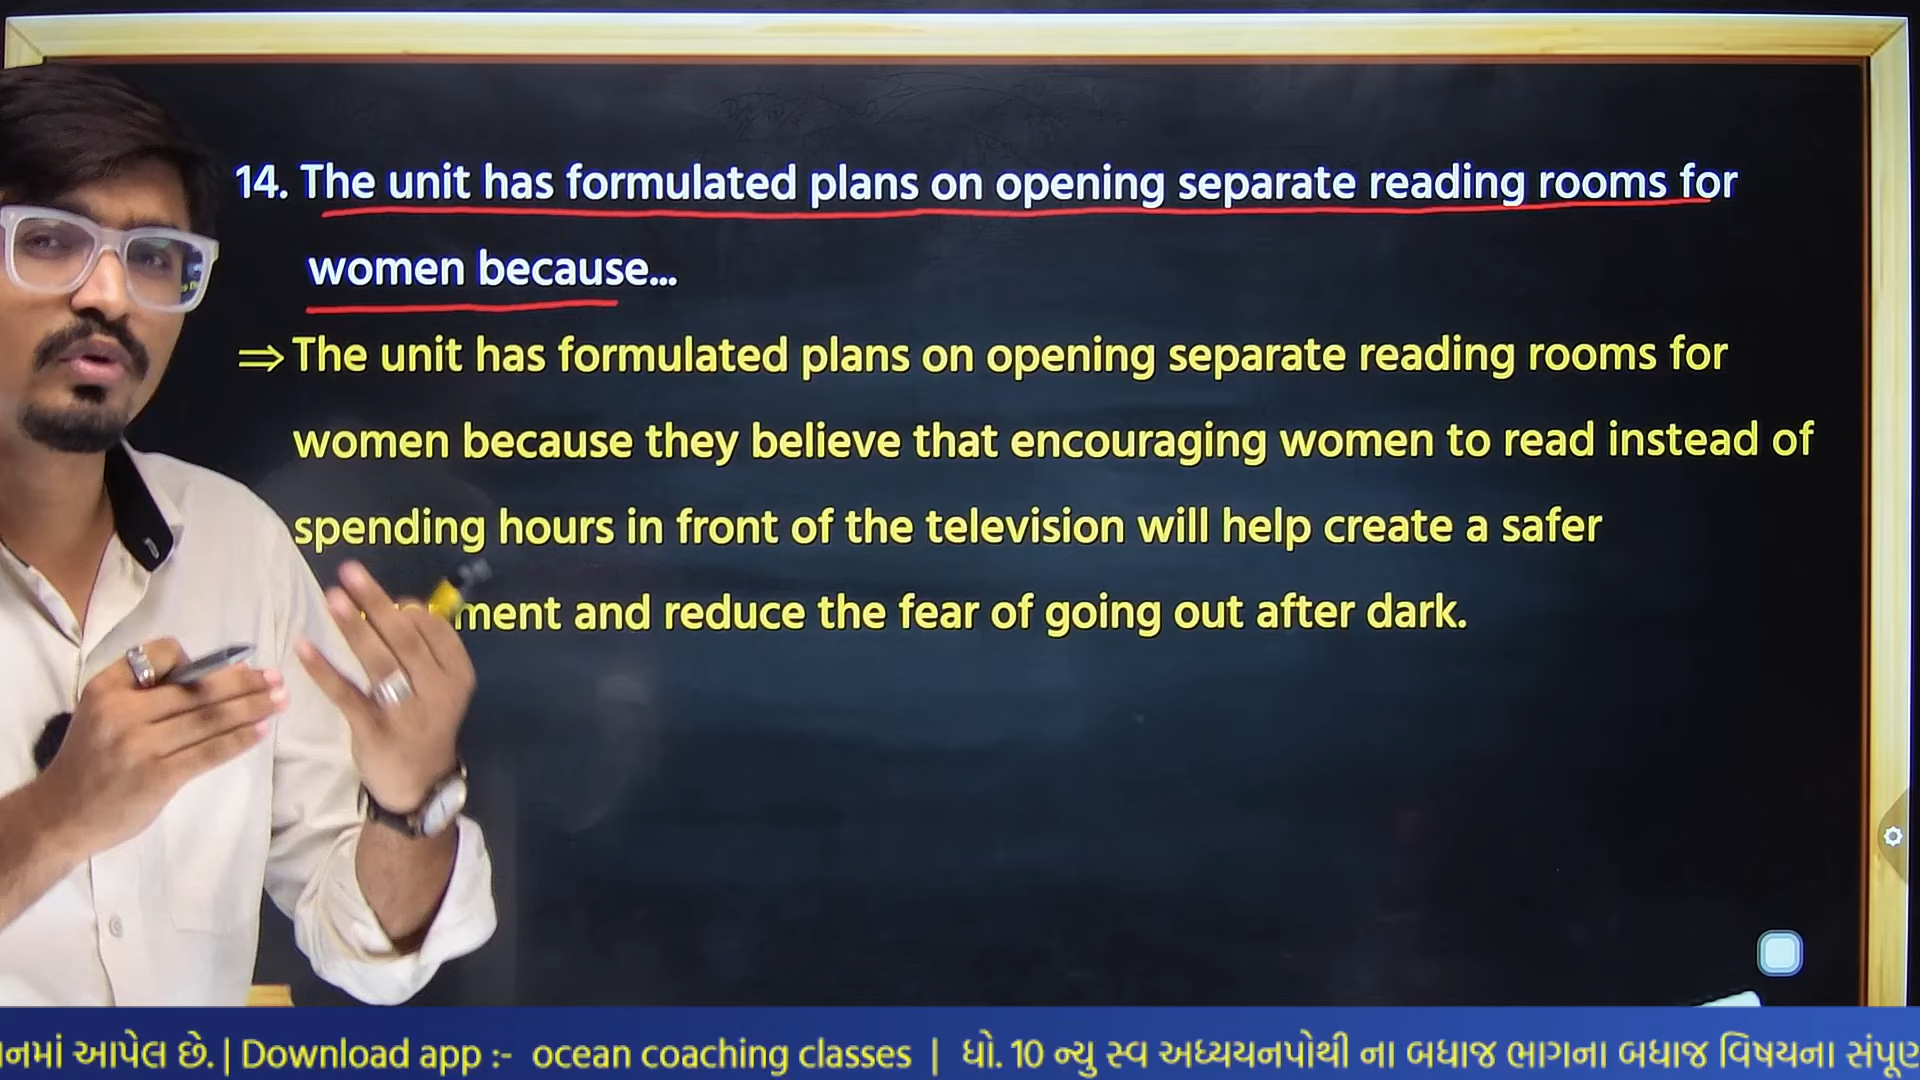 14. The unit has formulated plans on opening separate reading rooms for
women because...
⇒ The unit has formulated plans on opening separate reading rooms for
women because they believe that encouraging women to read instead of
spending hours in front of the television will help create a safer
and reduce the fear of going out after dark.
આપેલ છે. | Download app :- ocean coaching classes | ધો. 10 ન્યુ સ્વ અધ્યયનપોથી ના બધાજ ભાગના બધાજ વિષયના